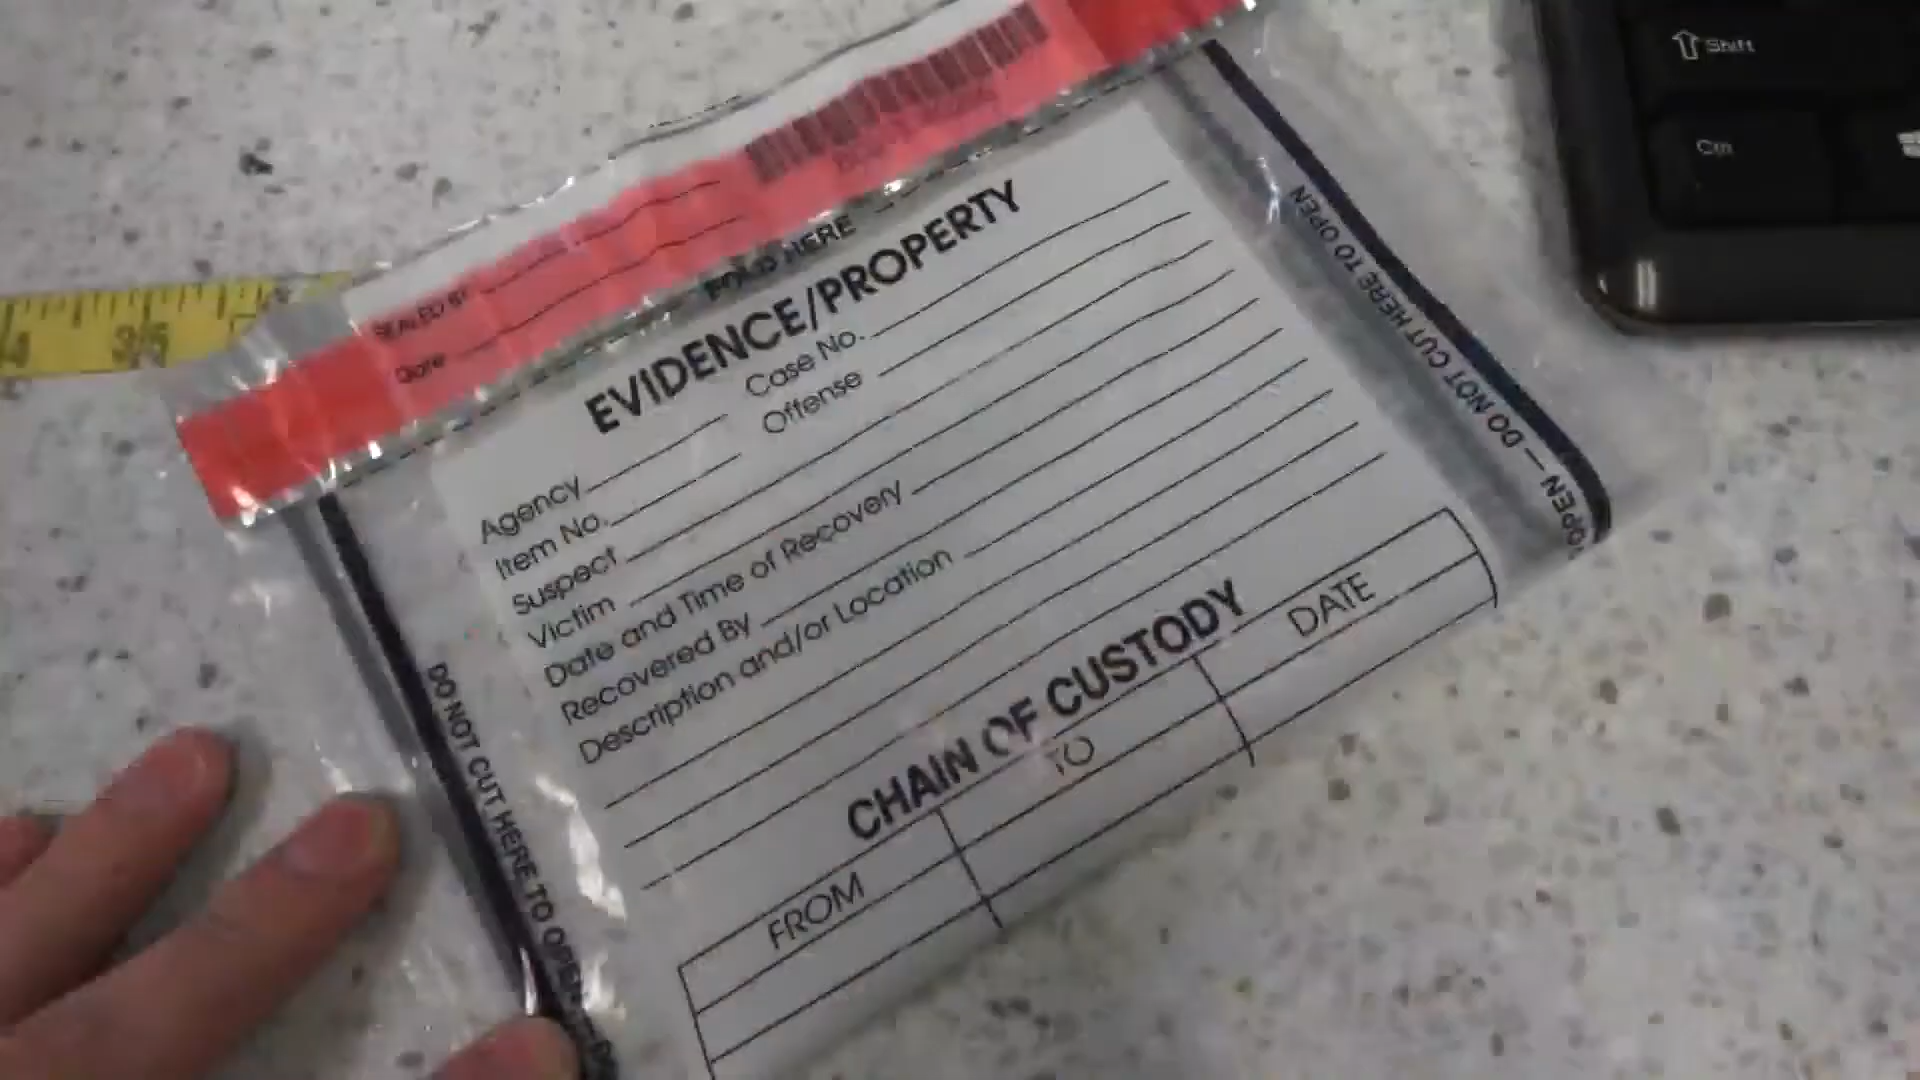 Shift
Ctrl
35
SEALED BY
Date
FOLD HERE
EVIDENCE/PROPERTY
Agency Case No.
Item No. Offense
Suspect
Victim
Date and Time of Recovery
Recovered By
Description and/or Location
CHAIN OF CUSTODY
FROM TO DATE
DO NOT CUT HERE TO OPEN
OPEN — DO NOT CUT HERE TO OPEN